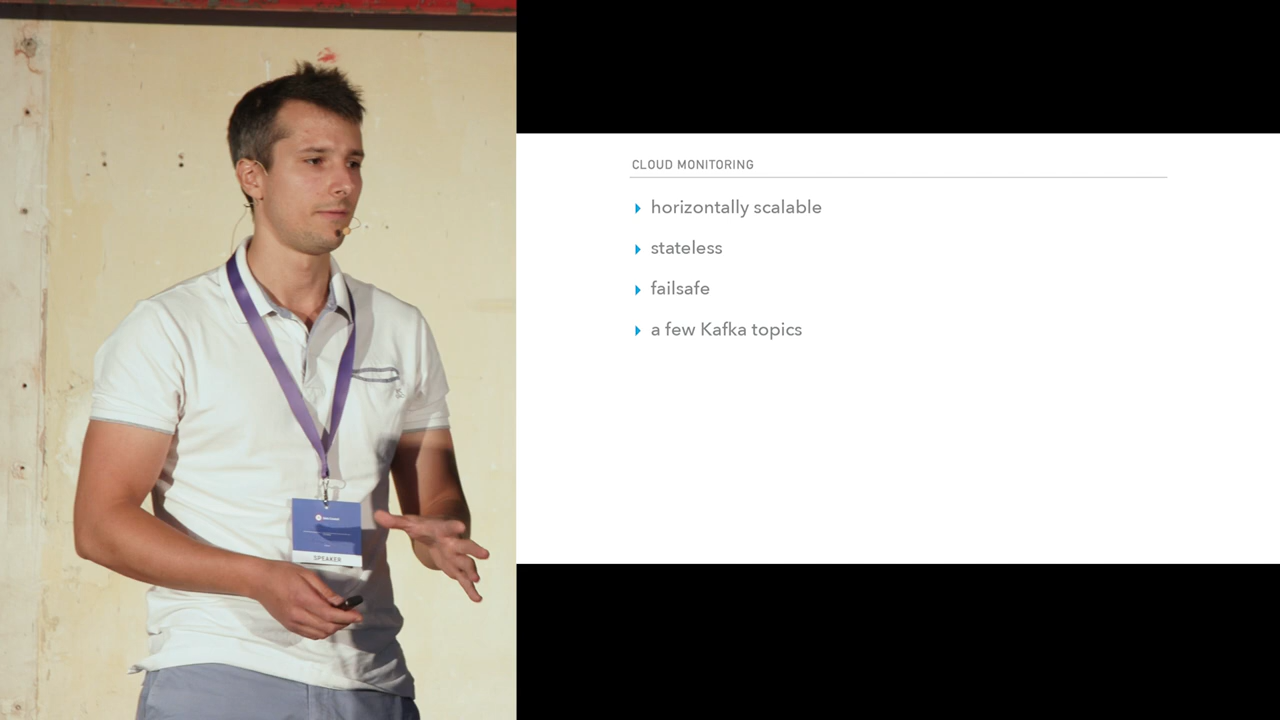 CLOUD MONITORING
horizontally scalable
stateless
failsafe
a few Kafka topics
SPEAKER